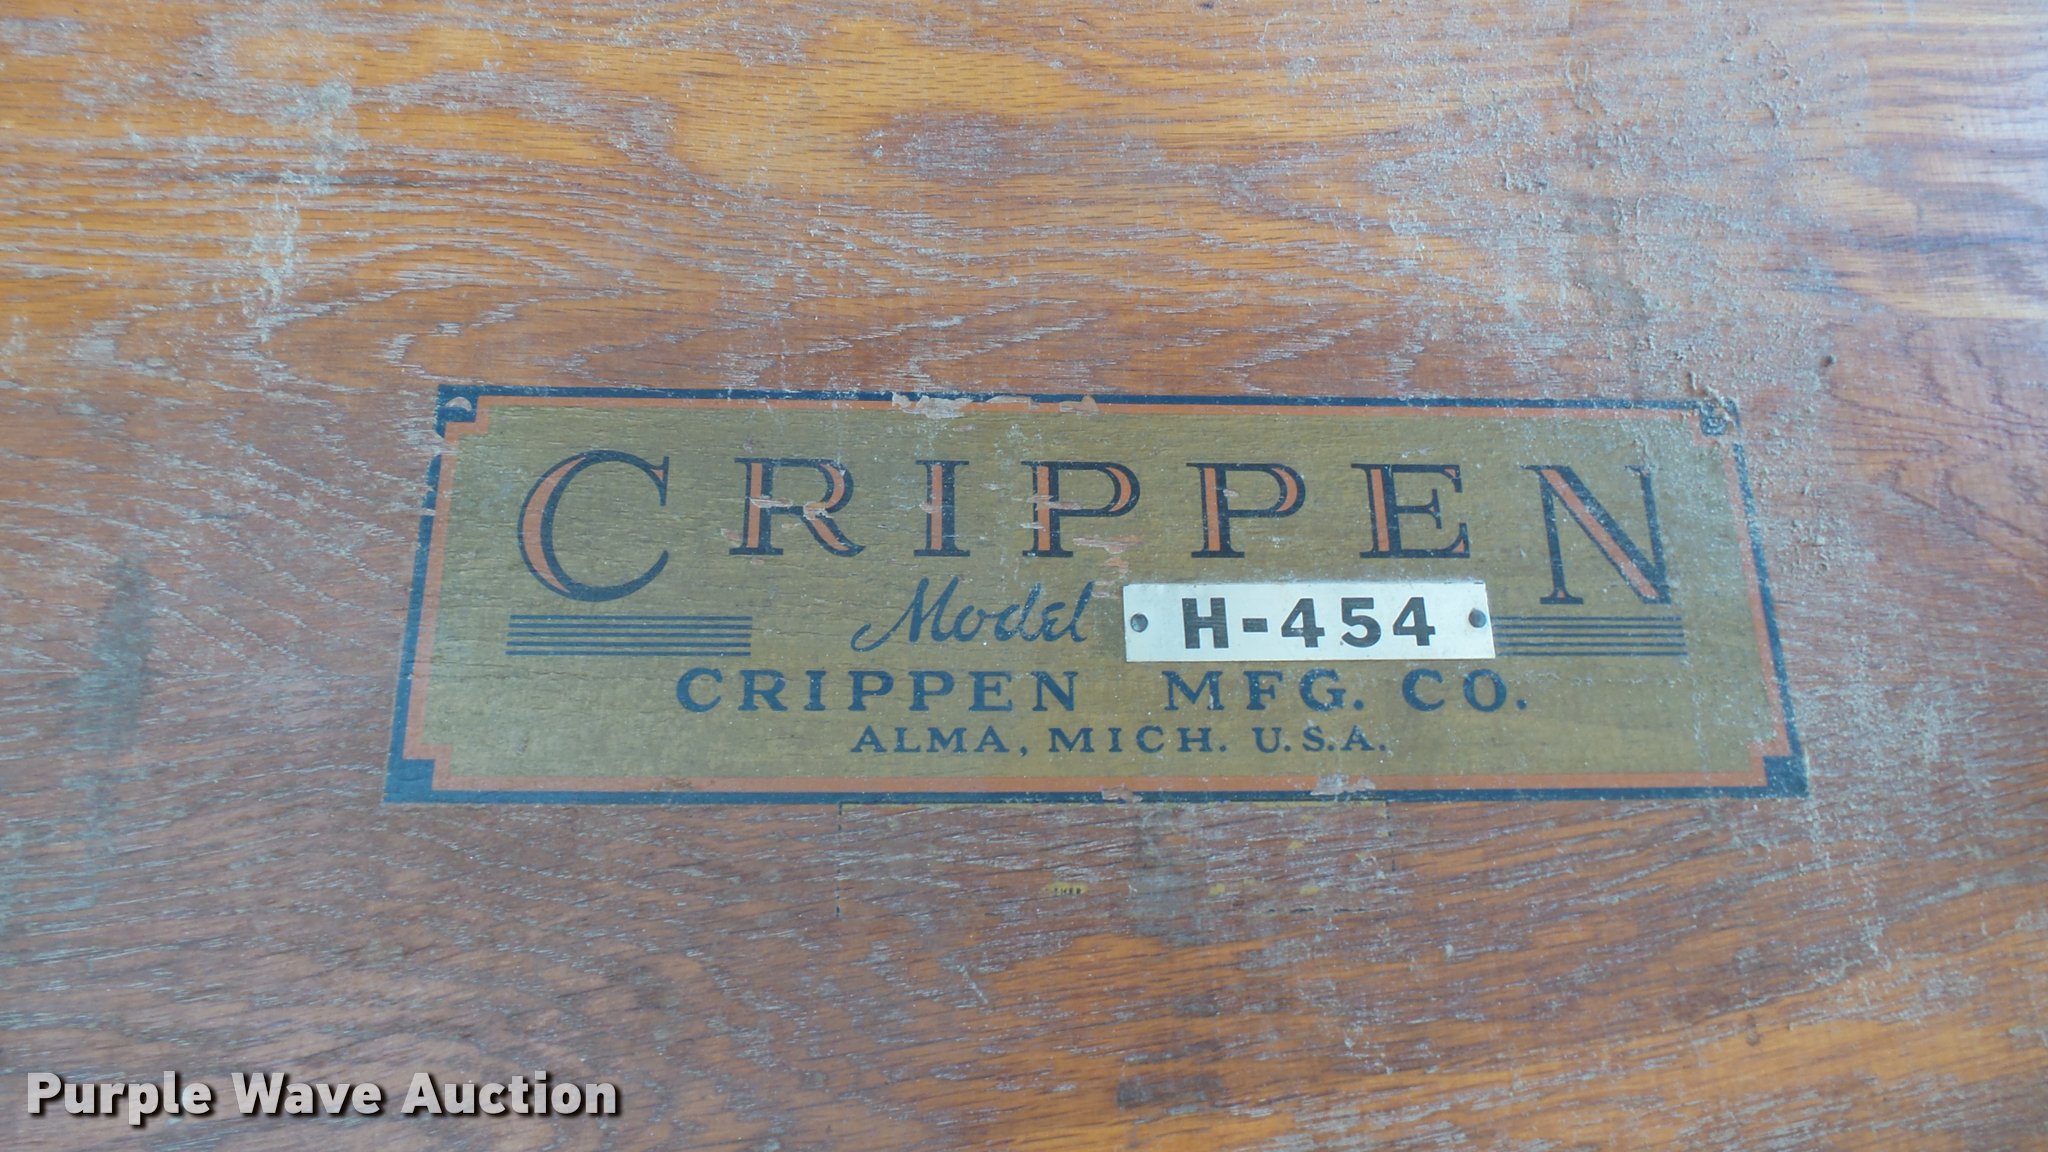 CRIPPEN
Model H-454
CRIPPEN MFG. CO.
ALMA, MICH. U.S.A.
Purple Wave Auction